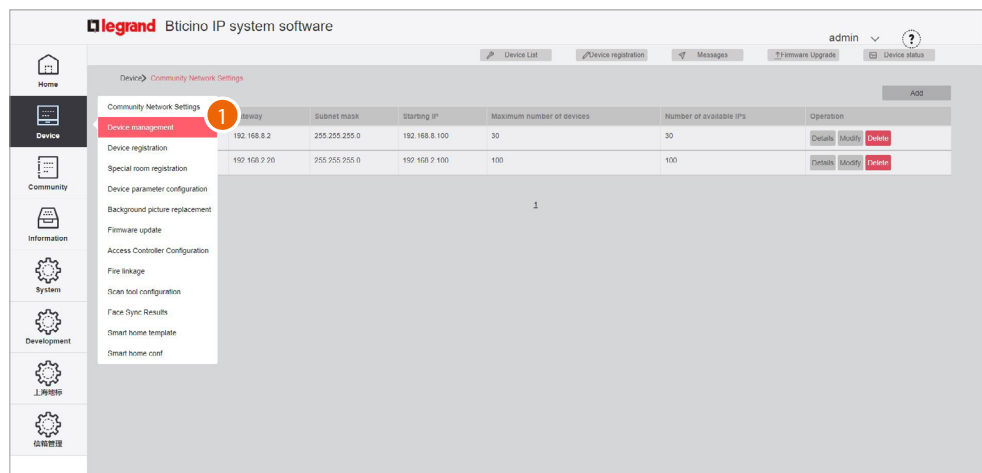 legrand Bticino IP system software
admin ?
Device List Device registration Messages Firmware Upgrade Device status
Home
Device Community Network Settings
Add
Community Network Settings
1
Device management
Device registration
Special room registration
Device parameter configuration
Background picture replacement
Firmware update
Access Controller Configuration
Fire linkage
Scan tool configuration
Face Sync Results
Smart home template
Smart home conf
teway Subnet mask Starting IP Maximum number of devices Number of available IPs Operation
192.168.8.2 255.255.255.0 192.168.8.100 30 30 Details Modify Delete
192.168.2.20 255.255.255.0 192.168.2.100 100 100 Details Modify Delete
1
Device
Community
Information
System
Development
上海地标
信箱管理